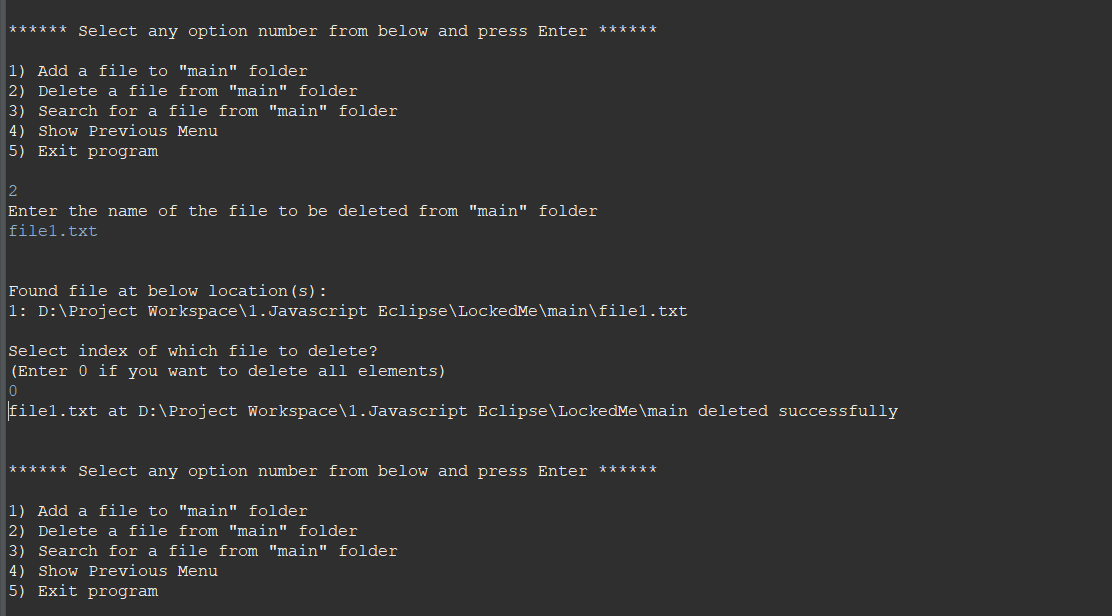 ****** Select any option number from below and press Enter ******
1) Add a file to "main" folder
2) Delete a file from "main" folder
3) Search for a file from "main" folder
4) Show Previous Menu
5) Exit program
2
Enter the name of the file to be deleted from "main" folder
file1.txt
Found file at below location(s):
1: D:\Project Workspace\1.Javascript Eclipse\LockedMe\main\file1.txt
Select index of which file to delete?
(Enter 0 if you want to delete all elements)
0
file1.txt at D:\Project Workspace\1.Javascript Eclipse\LockedMe\main deleted successfully
****** Select any option number from below and press Enter ******
1) Add a file to "main" folder
2) Delete a file from "main" folder
3) Search for a file from "main" folder
4) Show Previous Menu
5) Exit program